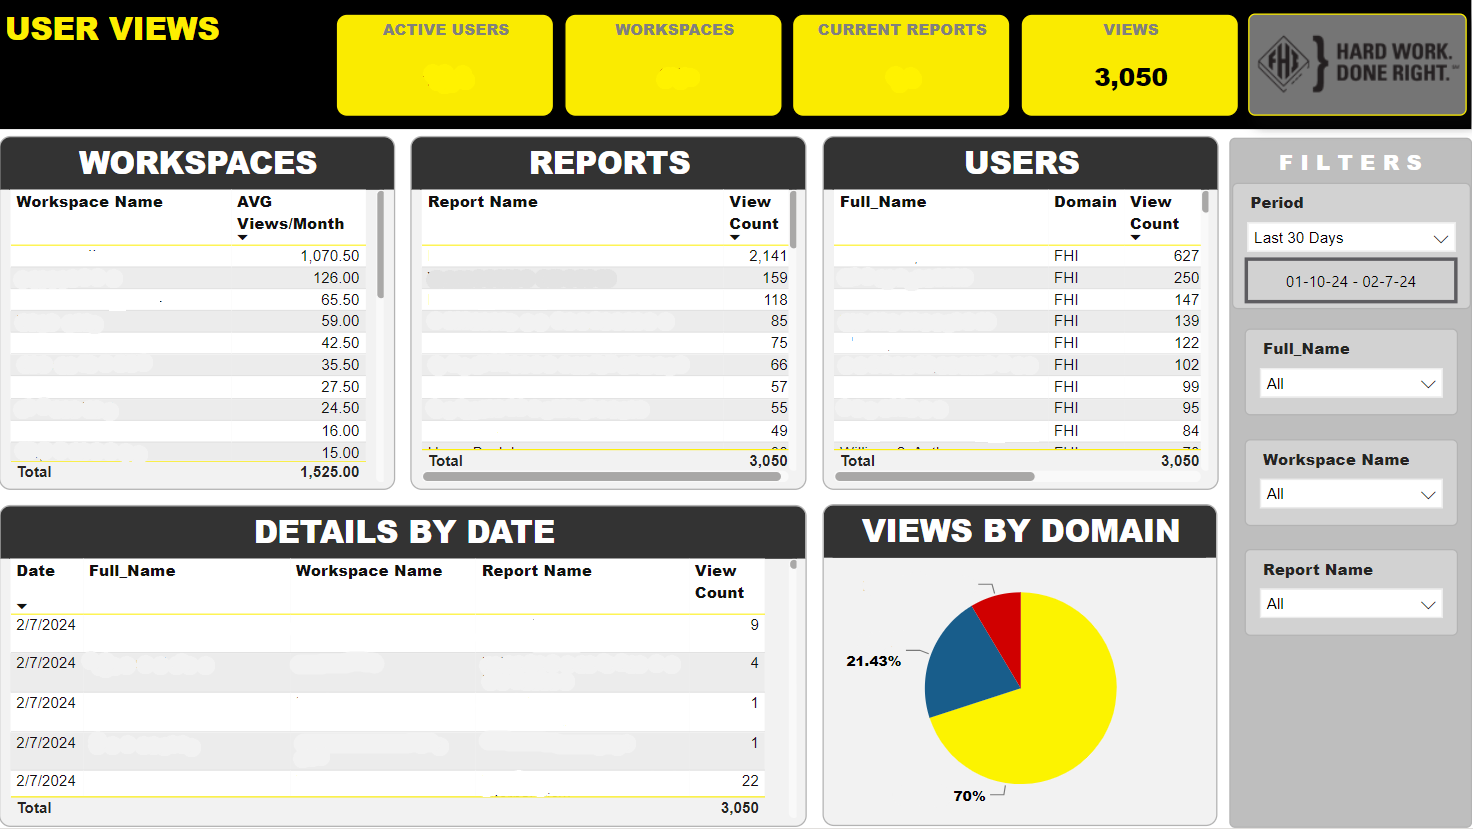 USER VIEWS
ACTIVE USERS
WORKSPACES
CURRENT REPORTS
VIEWS
3,050
FHI
HARD WORK.
DONE RIGHT.
WORKSPACES
Workspace Name AVG
Views/Month
1,070.50
126.00
65.50
59.00
42.50
35.50
27.50
24.50
16.00
15.00
Total 1,525.00
REPORTS
Report Name View
Count
2,141
159
118
85
75
66
57
55
49
Total 3,050
USERS
Full_Name Domain View
Count
FHI 627
FHI 250
FHI 147
FHI 139
FHI 122
FHI 102
FHI 99
FHI 95
FHI 84
Total 3,050
FILTERS
Period
Last 30 Days
01-10-24 - 02-7-24
Full_Name
All
Workspace Name
All
Report Name
All
DETAILS BY DATE
Date Full_Name Workspace Name Report Name View
Count
2/7/2024 9
2/7/2024 4
2/7/2024 1
2/7/2024 1
2/7/2024 22
Total 3,050
VIEWS BY DOMAIN
21.43%
70%